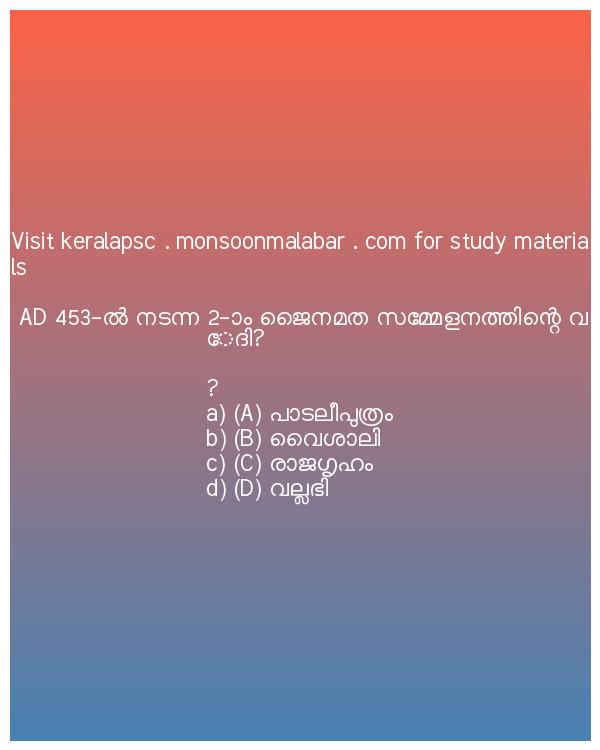 Visit keralapsc . monsoonmalabar . com for study materia
ls
AD 453-ൽ നടന്ന 2-ാം ജൈനമത സമ്മേളനത്തിന്റെ വ
േദി?
?
a) (A) പാടലീപുത്രം
b) (B) വൈശാലി
c) (C) രാജഗൃഹം
d) (D) വല്ലഭി